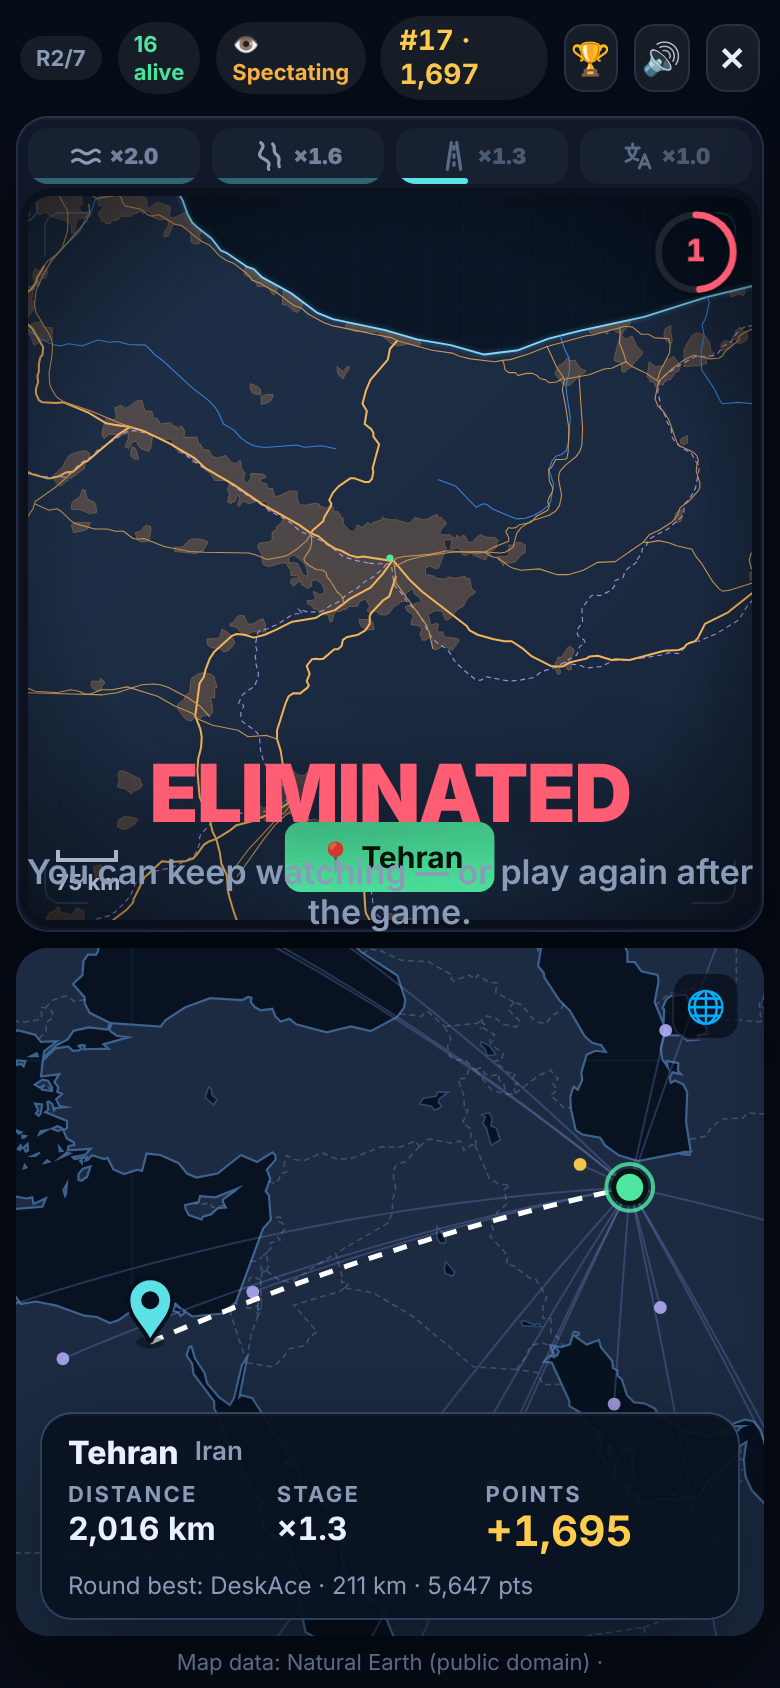 R2/7
16 alive
Spectating
#17 · 1,697
×2.0
×1.6
×1.3
×1.0
1
ELIMINATED
📍 Tehran
You can keep watching — or play again after
the game.
75 km
Tehran Iran
DISTANCE STAGE POINTS
2,016 km ×1.3 +1,695
Round best: DeskAce · 211 km · 5,647 pts
Map data: Natural Earth (public domain) ·